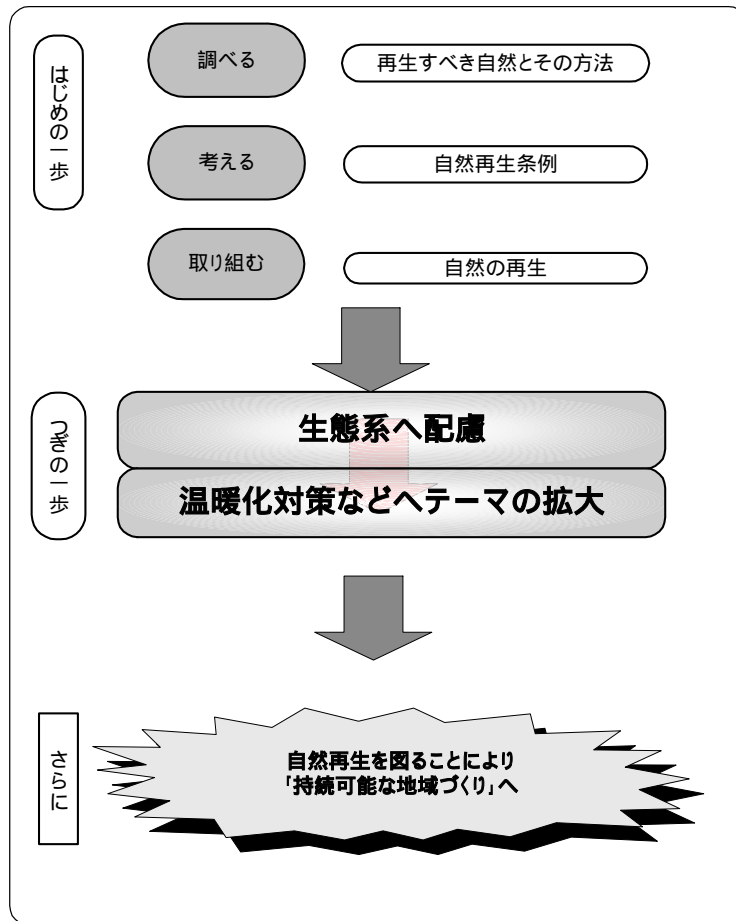 はじめの一歩
調べる
再生すべき自然とその方法
考える
自然再生条例
取り組む
自然の再生
つぎの一歩
生態系へ配慮
温暖化対策などへテーマの拡大
さらに
自然再生を図ることにより
「持続可能な地域づくり」へ